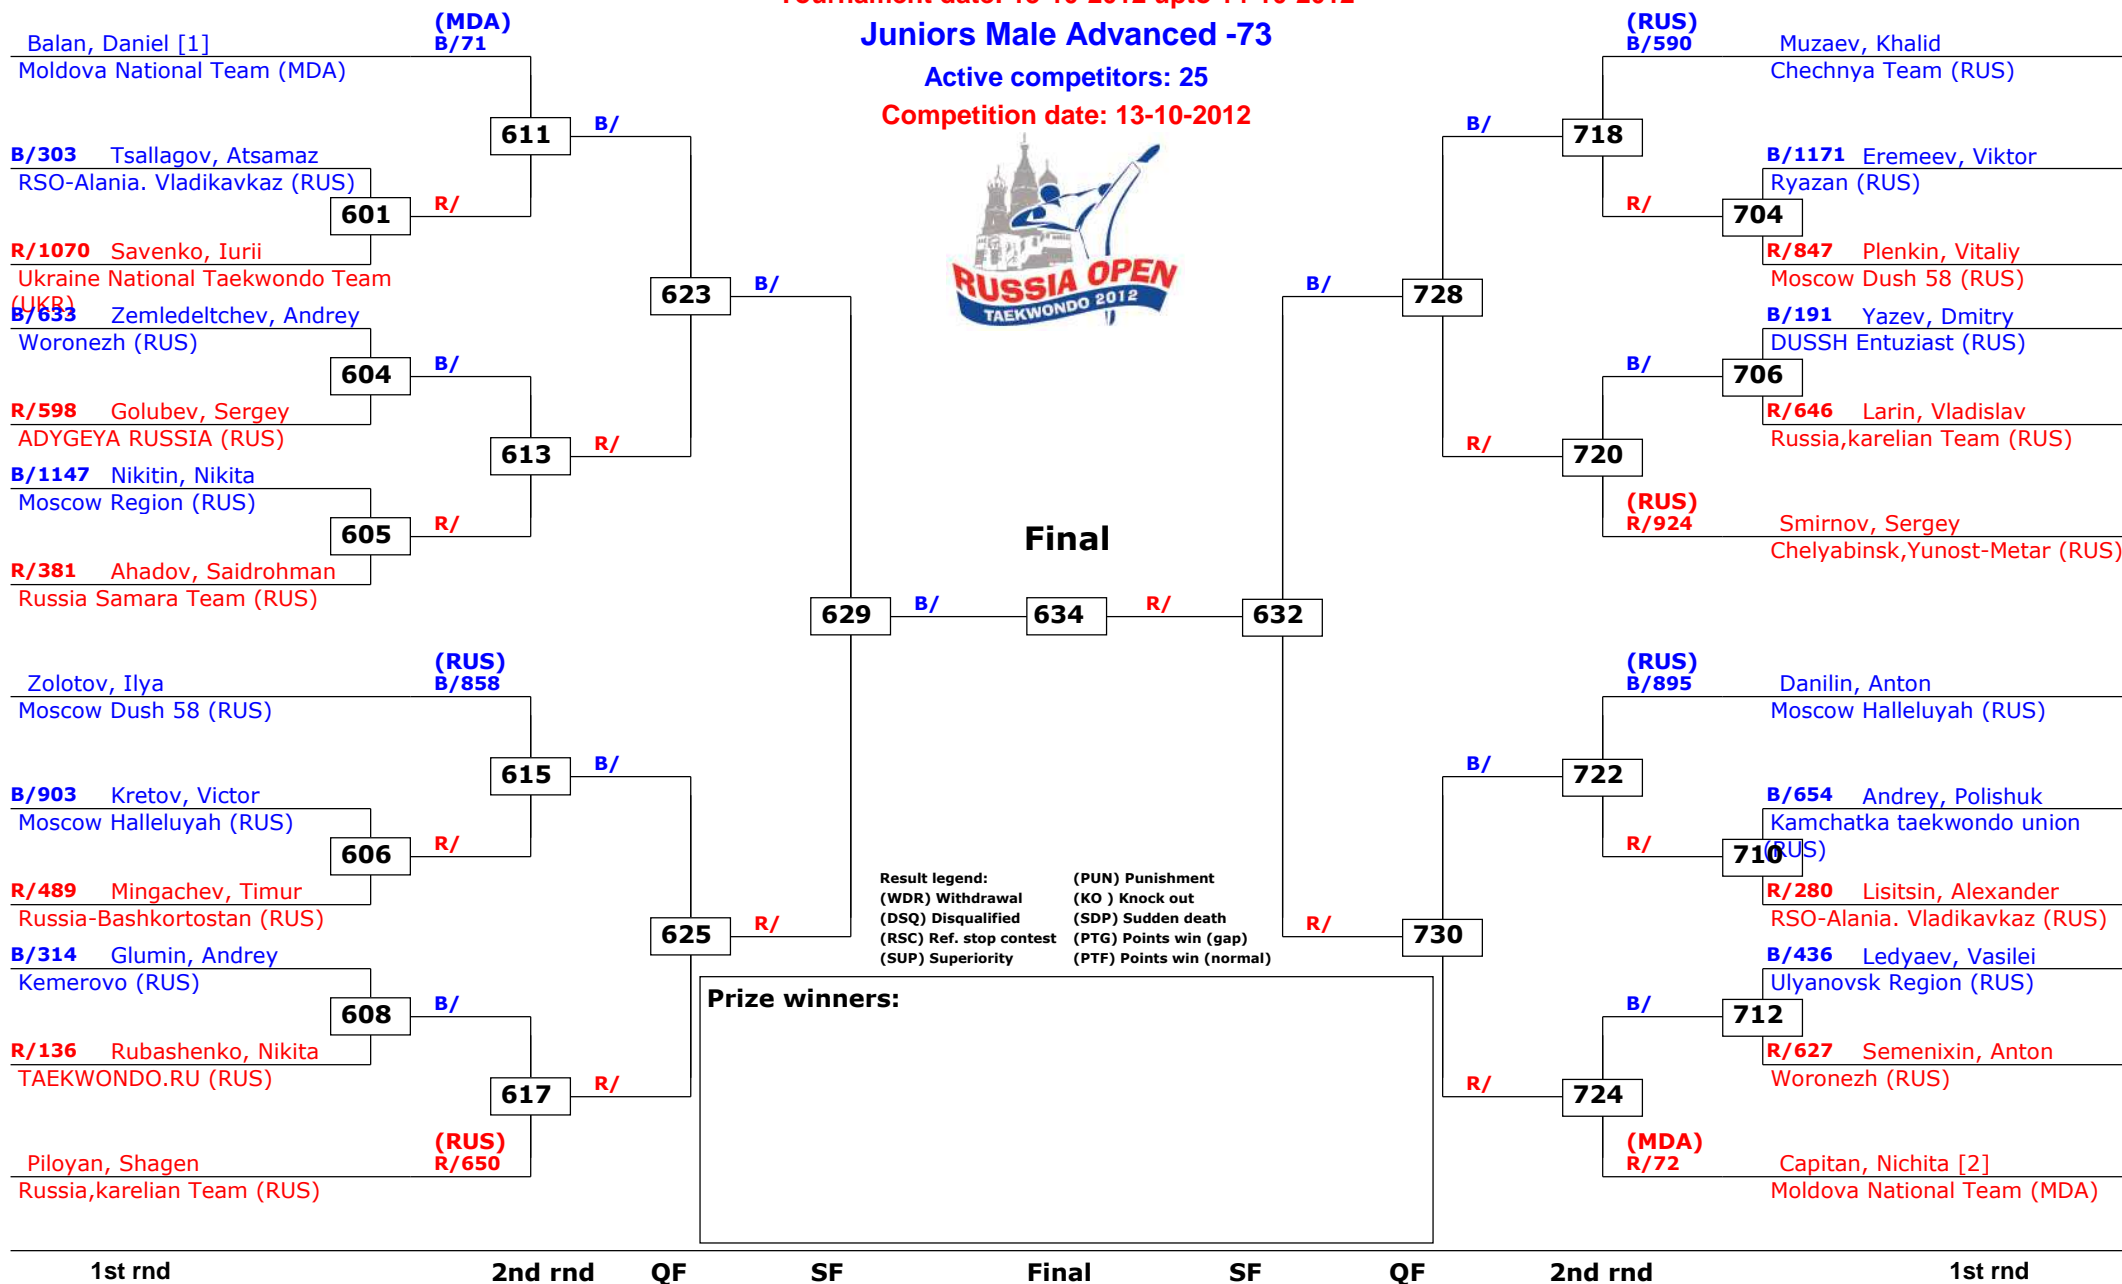 Tournament date: 13-10-2012 upto 14-10-2012
Juniors Male Advanced -73
Active competitors: 25
Competition date: 13-10-2012
RUSSIA OPEN
TAEKWONDO 2012
(MDA)
Balan, Daniel [1] B/71
Moldova National Team (MDA)
611
B/
B/303 Tsallagov, Atsamaz
RSO-Alania. Vladikavkaz (RUS)
601
R/
R/1070 Savenko, Iurii
Ukraine National Taekwondo Team
(UKR)
623
B/
B/633 Zemledeltchev, Andrey
Woronezh (RUS)
604
B/
R/598 Golubev, Sergey
ADYGEYA RUSSIA (RUS)
613
R/
B/1147 Nikitin, Nikita
Moscow Region (RUS)
605
R/
R/381 Ahadov, Saidrohman
Russia Samara Team (RUS)
629
B/
(RUS)
Zolotov, Ilya B/858
Moscow Dush 58 (RUS)
615
B/
B/903 Kretov, Victor
Moscow Halleluyah (RUS)
606
R/
R/489 Mingachev, Timur
Russia-Bashkortostan (RUS)
625
R/
B/314 Glumin, Andrey
Kemerovo (RUS)
608
B/
R/136 Rubashenko, Nikita
TAEKWONDO.RU (RUS)
617
R/
(RUS)
Piloyan, Shagen R/650
Russia,karelian Team (RUS)
Final
634
(RUS)
B/590 Muzaev, Khalid
Chechnya Team (RUS)
B/
718
B/1171 Eremeev, Viktor
Ryazan (RUS)
R/
704
R/847 Plenkin, Vitaliy
Moscow Dush 58 (RUS)
B/
728
B/191 Yazev, Dmitry
DUSSH Entuziast (RUS)
B/
706
R/646 Larin, Vladislav
Russia,karelian Team (RUS)
R/
720
(RUS)
R/924 Smirnov, Sergey
Chelyabinsk,Yunost-Metar (RUS)
R/
632
(RUS)
B/895 Danilin, Anton
Moscow Halleluyah (RUS)
B/
722
B/654 Andrey, Polishuk
Kamchatka taekwondo union
(RUS)
R/
710
R/280 Lisitsin, Alexander
RSO-Alania. Vladikavkaz (RUS)
R/
730
B/436 Ledyaev, Vasilei
Ulyanovsk Region (RUS)
B/
712
R/627 Semenixin, Anton
Woronezh (RUS)
R/
724
(MDA)
R/72 Capitan, Nichita [2]
Moldova National Team (MDA)
Result legend: (PUN) Punishment
(WDR) Withdrawal (KO ) Knock out
(DSQ) Disqualified (SDP) Sudden death
(RSC) Ref. stop contest (PTG) Points win (gap)
(SUP) Superiority (PTF) Points win (normal)
Prize winners:
1st rnd 2nd rnd QF SF Final SF QF 2nd rnd 1st rnd